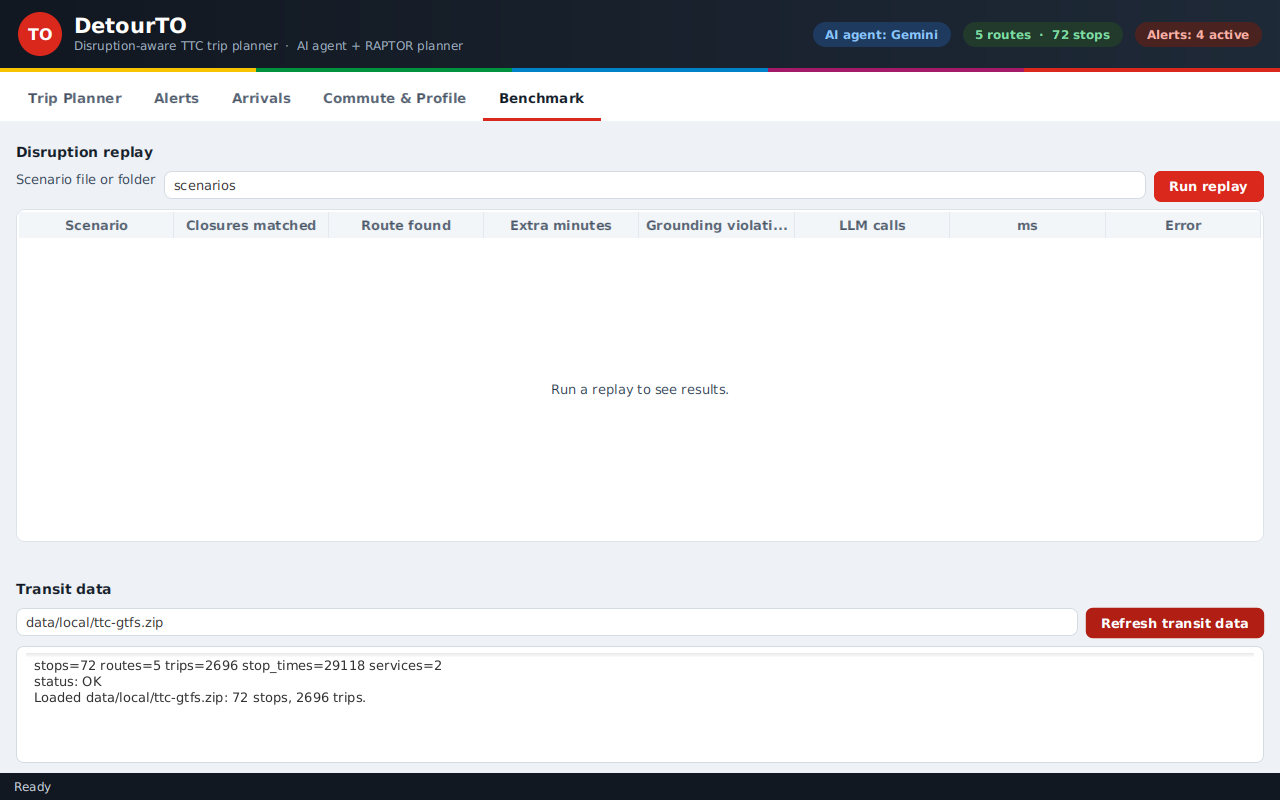 TO
DetourTO
Disruption-aware TTC trip planner · AI agent + RAPTOR planner
AI agent: Gemini
5 routes · 72 stops
Alerts: 4 active
Trip Planner
Alerts
Arrivals
Commute & Profile
Benchmark
Disruption replay
Scenario file or folder
scenarios
Run replay
Scenario
Closures matched
Route found
Extra minutes
Grounding violati...
LLM calls
ms
Error
Run a replay to see results.
Transit data
data/local/ttc-gtfs.zip
Refresh transit data
stops=72 routes=5 trips=2696 stop_times=29118 services=2
status: OK
Loaded data/local/ttc-gtfs.zip: 72 stops, 2696 trips.
Ready